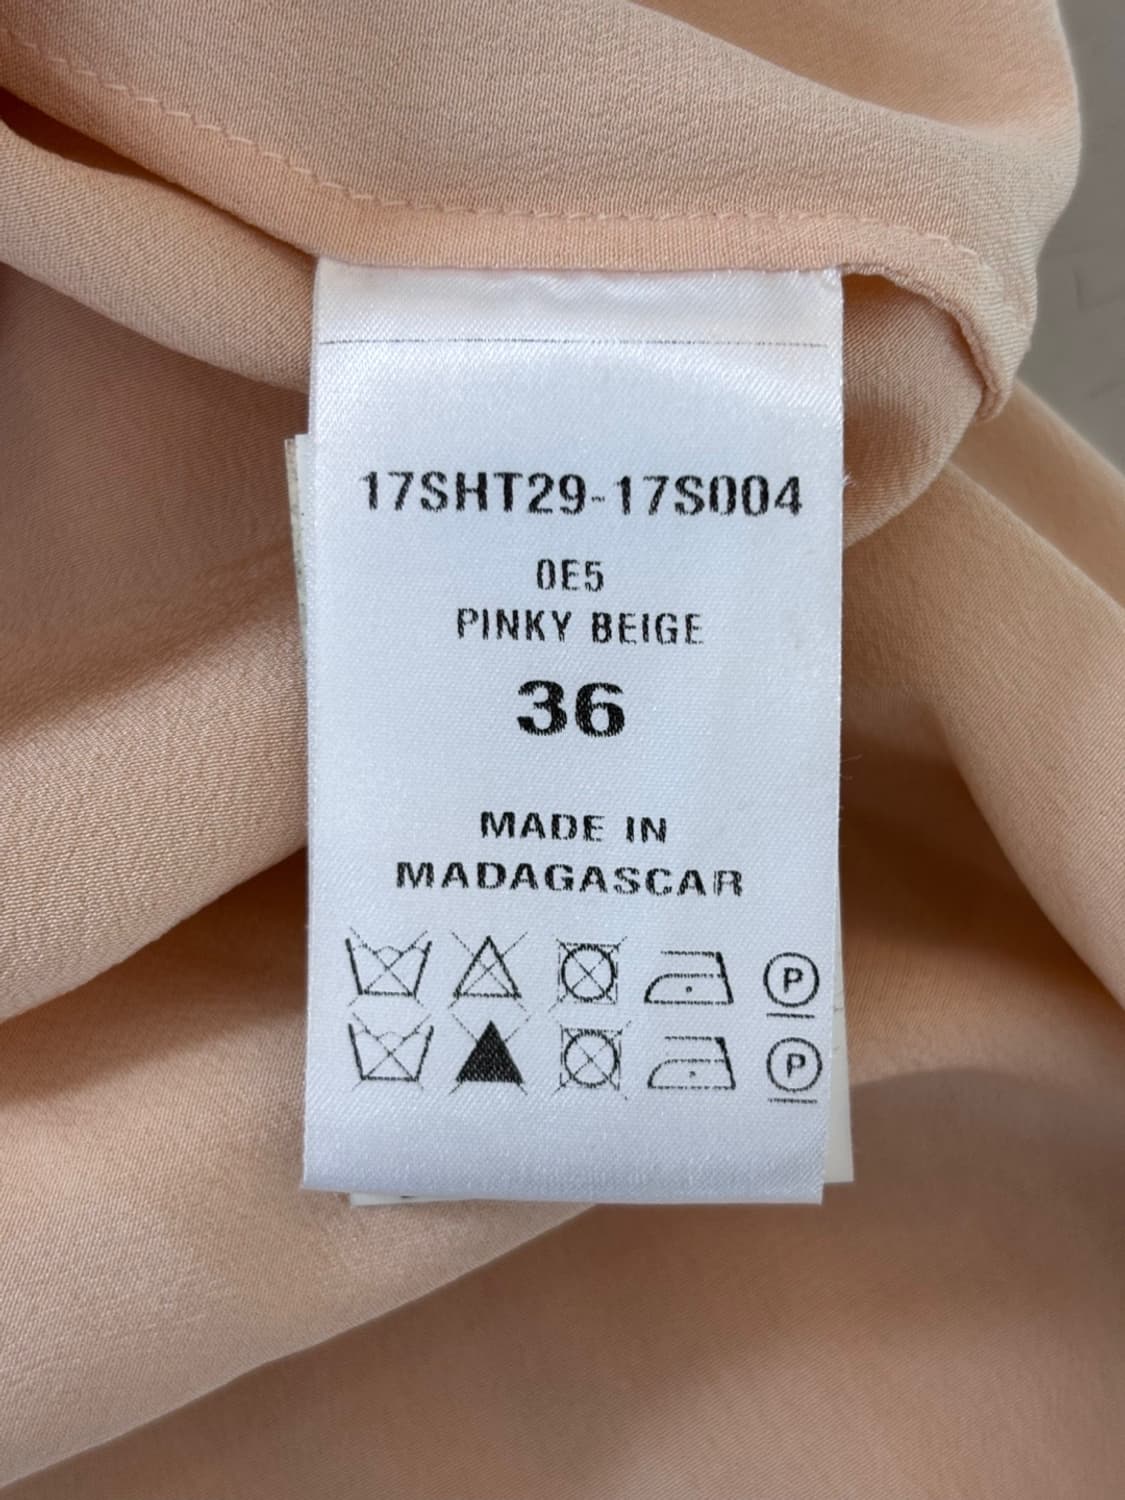 17SHT29-17S004
0E5
PINKY BEIGE
36
MADE IN
MADAGASCAR
P
P